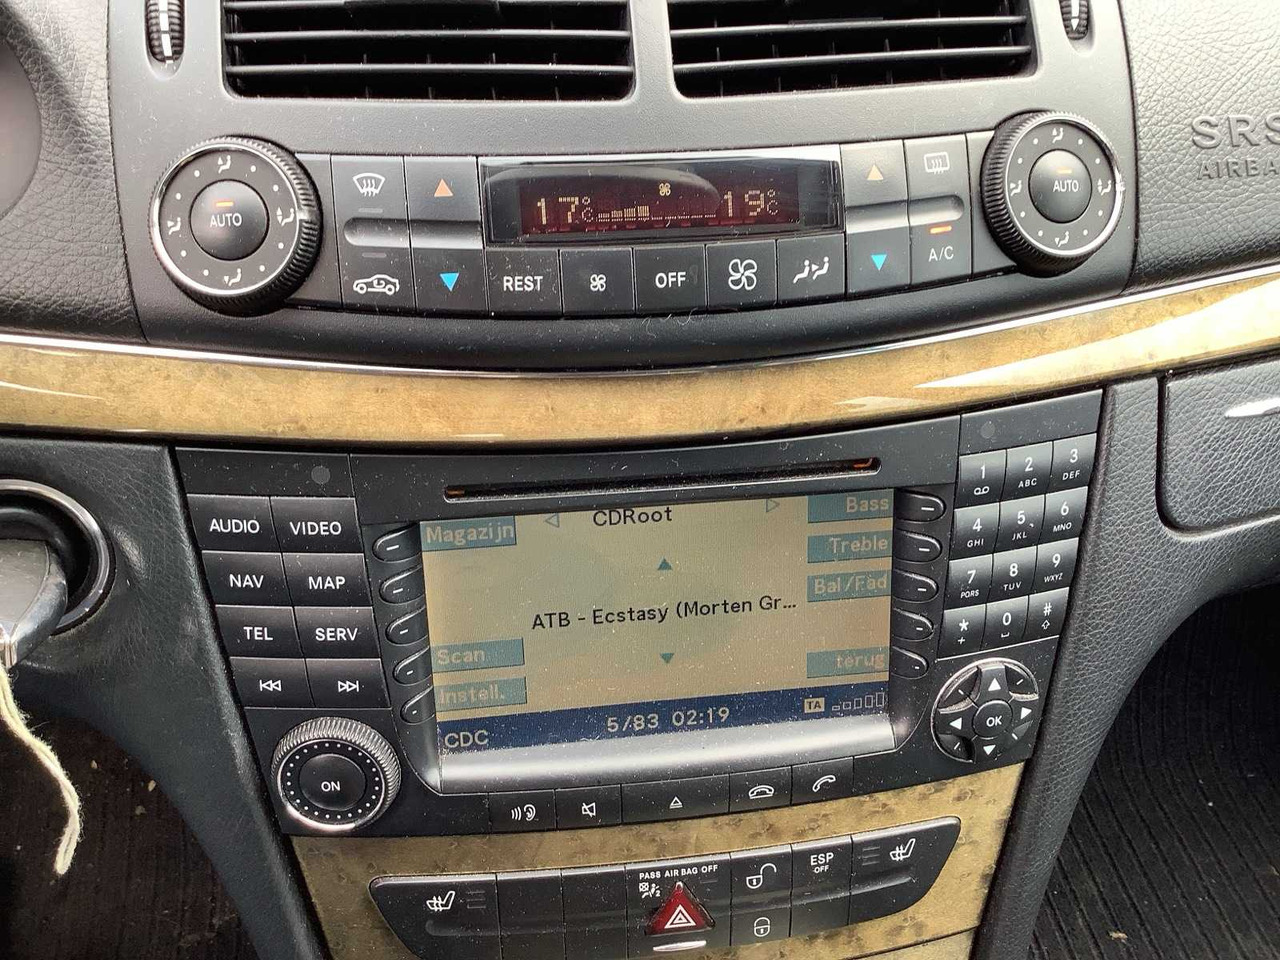 SRS
AIRBA
AUTO
17°C
19°C
AUTO
REST
OFF
A/C
AUDIO
VIDEO
NAV
MAP
TEL
SERV
ON
Magazijn
CDRoot
Bass
Treble
Bal/Fad
ATB - Ecstasy (Morten Gr...
Scan
terug
Instell.
CDC
5/83 02:19
TA
1
2 ABC
3 DEF
4 GHI
5 JKL
6 MNO
7 PQRS
8 TUV
9 WXYZ
* +
0
#
OK
PASS AIR BAG OFF
2
ESP
OFF